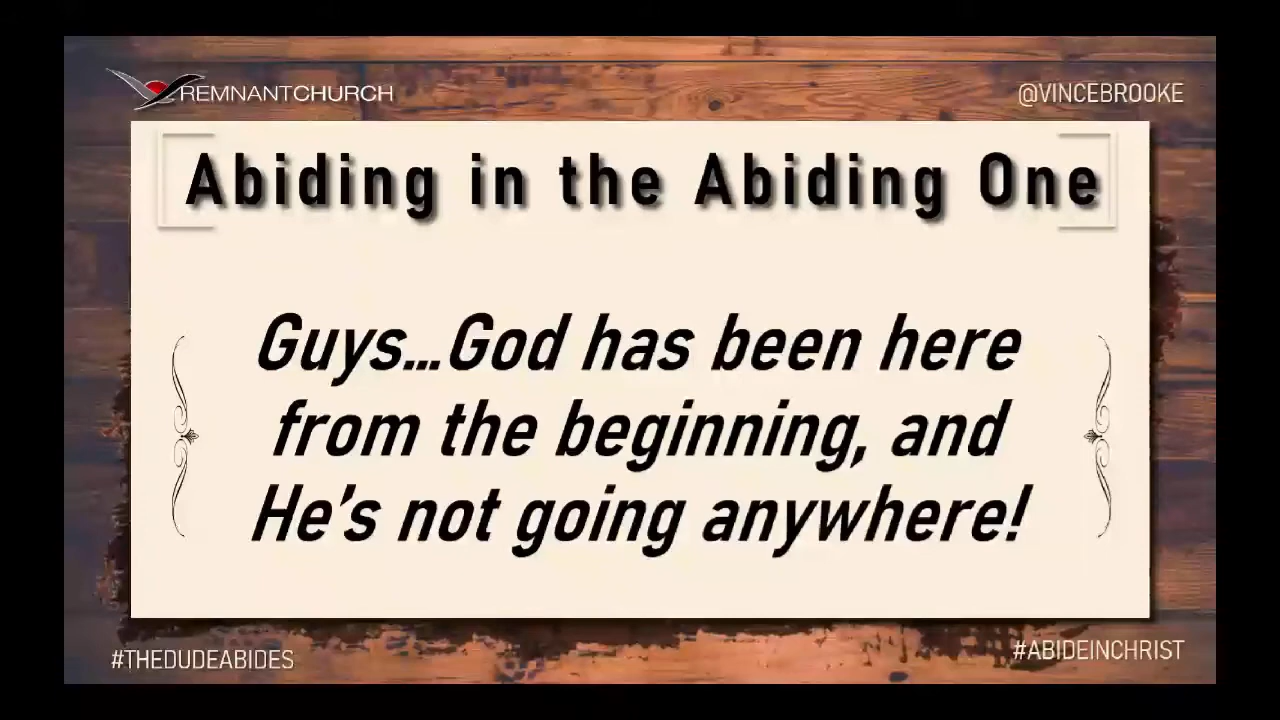 REMNANTCHURCH
@VINCEBROOKE
Abiding in the Abiding One
Guys...God has been here
from the beginning, and
He's not going anywhere!
#THEDUDEABIDES
#ABIDEINCHRIST